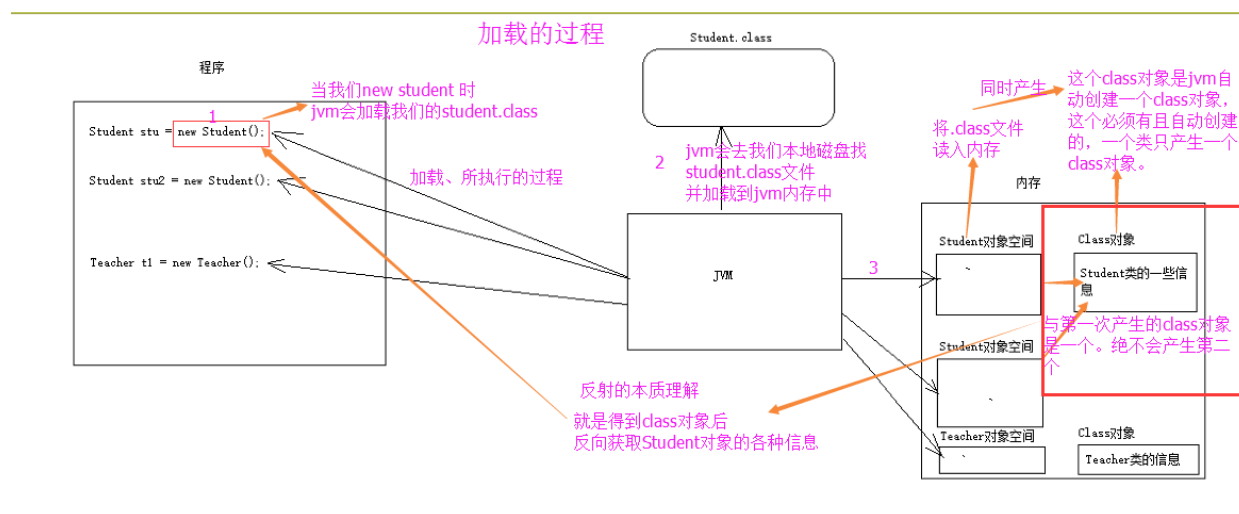 加载的过程
Student.class
程序
当我们new student 时
jvm会加载我们的student.class
1
Student stu = new Student();
Student stu2 = new Student();
Teacher t1 = new Teacher();
加载、所执行的过程
2
jvm会去我们本地磁盘找
student.class文件
并加载到jvm内存中
JVM
3
同时产生
这个class对象是jvm自
动创建一个class对象，
这个必须有且自动创建
的，一个类只产生一个
class对象。
将.class文件
读入内存
内存
Student对象空间
Class对象
Student类的一些信
息
与第一次产生的class对象
是一个。绝不会产生第二
个
Student对象空间
Teacher对象空间
Class对象
Teacher类的信息
反射的本质理解
就是得到class对象后
反向获取Student对象的各种信息